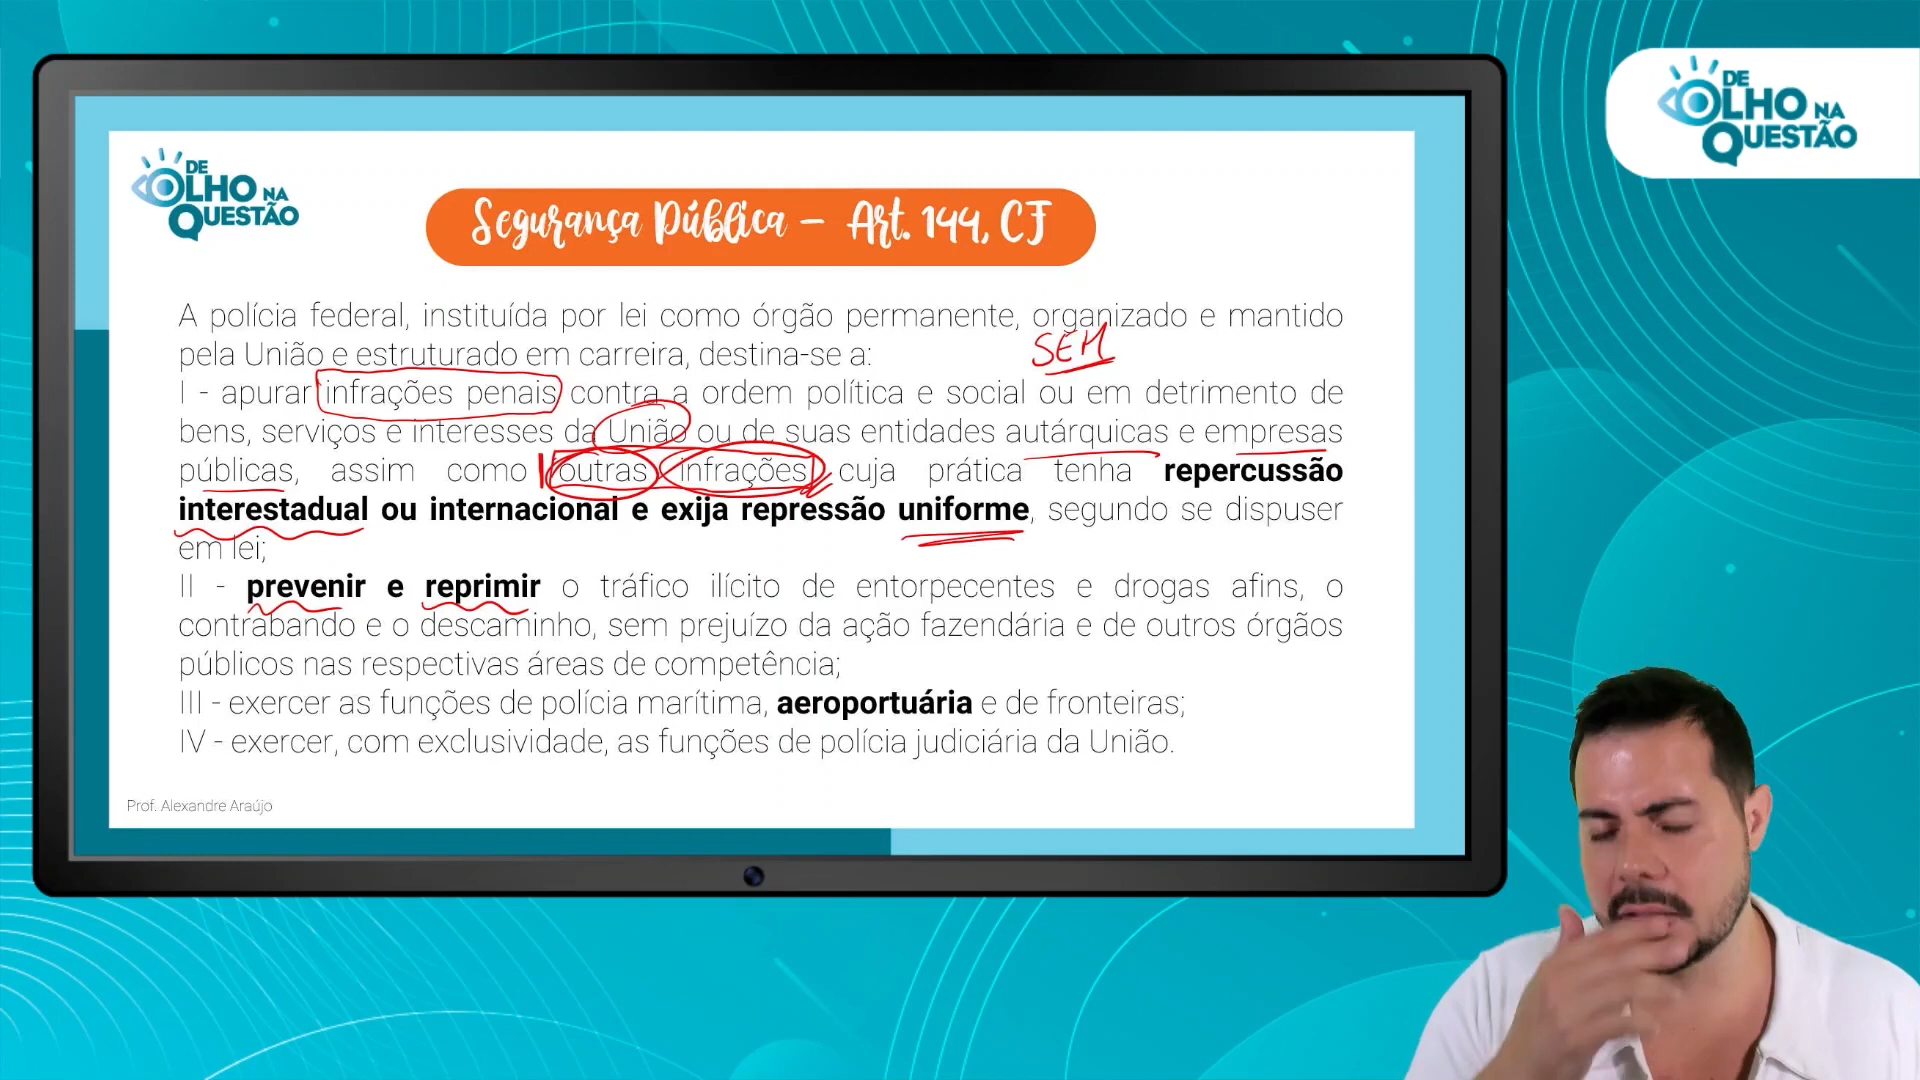 DE
OLHO NA
QUESTÃO
DE
OLHO NA
QUESTÃO
Segurança Pública – Art. 144, CF
A polícia federal, instituída por lei como órgão permanente, organizado e mantido
SEM
pela União e estruturado em carreira, destina-se a:
I - apurar infrações penais contra a ordem política e social ou em detrimento de
bens, serviços e interesses da União ou de suas entidades autárquicas e empresas
públicas, assim como outras infrações cuja prática tenha repercussão
interestadual ou internacional e exija repressão uniforme, segundo se dispuser
em lei;
II - prevenir e reprimir o tráfico ilícito de entorpecentes e drogas afins, o
contrabando e o descaminho, sem prejuízo da ação fazendária e de outros órgãos
públicos nas respectivas áreas de competência;
III - exercer as funções de polícia marítima, aeroportuária e de fronteiras;
IV - exercer, com exclusividade, as funções de polícia judiciária da União.
Prof. Alexandre Araújo